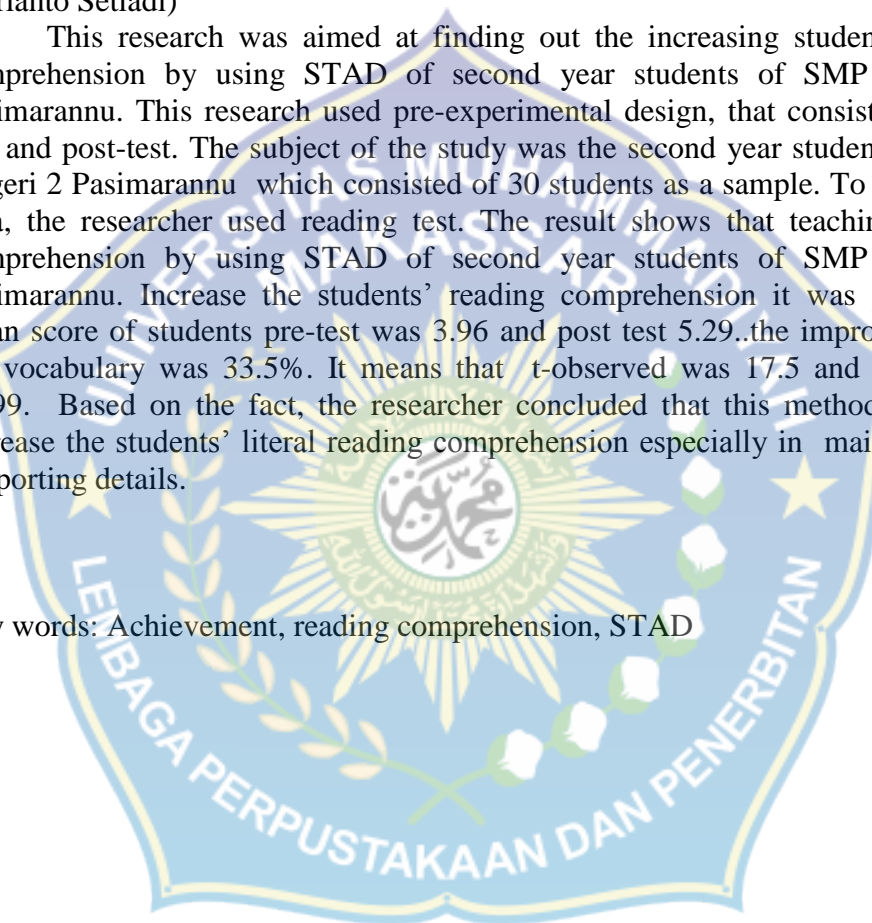 rianto Setiadi)
This research was aimed at finding out the increasing studen
mprehension by using STAD of second year students of SMP
imarannu. This research used pre-experimental design, that consist
and post-test. The subject of the study was the second year studen
geri 2 Pasimarannu which consisted of 30 students as a sample. To
a, the researcher used reading test. The result shows that teachin
mprehension by using STAD of second year students of SMP
imarannu. Increase the students’ reading comprehension it was
an score of students pre-test was 3.96 and post test 5.29..the impro
vocabulary was 33.5%. It means that t-observed was 17.5 and
99. Based on the fact, the researcher concluded that this method
rease the students’ literal reading comprehension especially in mai
porting details.
y words: Achievement, reading comprehension, STAD
UNIVERSITAS MUHAMMADIYAH
MAKASSAR
محمدية
LEMBAGA PERPUSTAKAAN DAN PENERBITAN